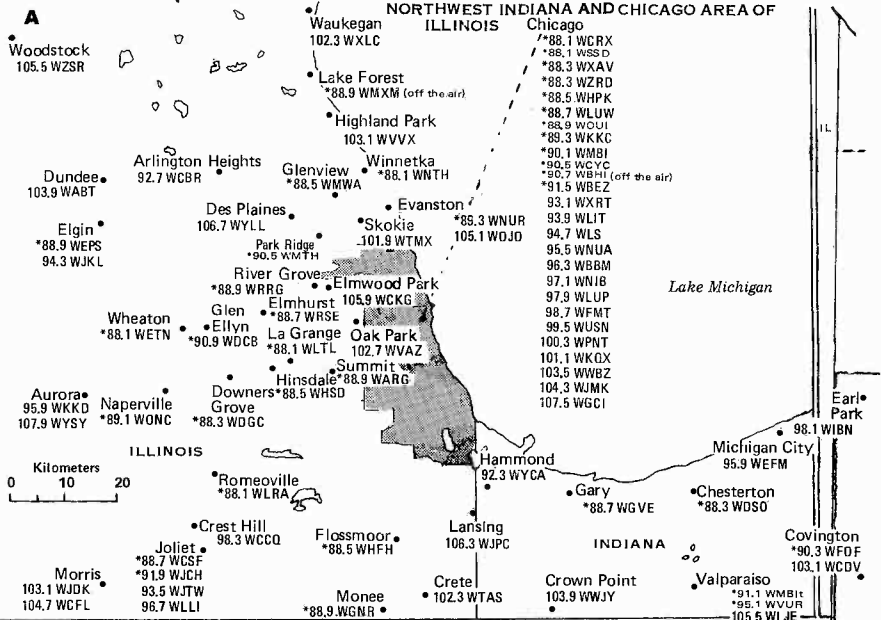 A
NORTHWEST INDIANA AND CHICAGO AREA OF
ILLINOIS
Woodstock
105.5 WZSR
Waukegan
102.3 WXLC
Lake Forest
*88.9 WMXM (off the air)
Highland Park
103.1 WVVX
Arlington Heights
92.7 WCBR
Dundee
103.9 WABT
Glenview
*88.5 WMWA
Winnetka
*88.1 WNTH
Evanston
*89.3 WNUR
105.1 WOJO
Des Plaines
106.7 WYLL
Skokie
101.9 WTMX
Elgin
*88.9 WEPS
94.3 WJKL
Park Ridge
*90.5 WMTH
River Grove
*88.9 WRRG
Elmwood Park
105.9 WCKG
Wheaton
*88.1 WETN
Glen
Ellyn
*90.9 WDCB
Elmhurst
*88.7 WRSE
La Grange
*88.1 WLTL
Oak Park
102.7 WVAZ
Summit
*88.9 WARG
Hinsdale
*88.5 WHSD
Downers
Grove
*88.3 WDGC
Aurora
95.9 WKKD
107.9 WYSY
Naperville
*89.1 WONC
Chicago
*88.1 WCRX
*88.1 WSSD
*88.3 WXAV
*88.3 WZRD
*88.5 WHPK
*88.7 WLUW
*88.9 WOUI
*89.3 WKKC
*90.1 WMBI
*90.5 WCYC
*90.7 WBHI (off the air)
*91.5 WBEZ
93.1 WXRT
93.9 WLIT
94.7 WLS
95.5 WNUA
96.3 WBBM
97.1 WNIB
97.9 WLUP
98.7 WFMT
99.5 WUSN
100.3 WPNT
101.1 WKQX
103.5 WWBZ
104.3 WJMK
107.5 WGCI
IL
Lake Michigan
Earl
Park
98.1 WIBN
Michigan City
95.9 WEFM
ILLINOIS
Kilometers
0 10 20
Romeoville
*88.1 WLRA
Hammond
92.3 WYCA
Gary
*88.7 WGVE
Chesterton
*88.3 WDSO
Crest Hill
98.3 WCCQ
Flossmoor
*88.5 WHFH
Lansing
106.3 WJPC
INDIANA
Covington
*90.3 WFOF
103.1 WCDV
Joliet
*88.7 WCSF
*91.9 WJCH
93.5 WJTW
96.7 WLLI
Morris
103.1 WJDK
104.7 WCFL
Monee
*88.9 WGNR
Crete
102.3 WTAS
Crown Point
103.9 WWJY
Valparaiso
*91.1 WMBIt
*95.1 WVUR
105.5 WLJE